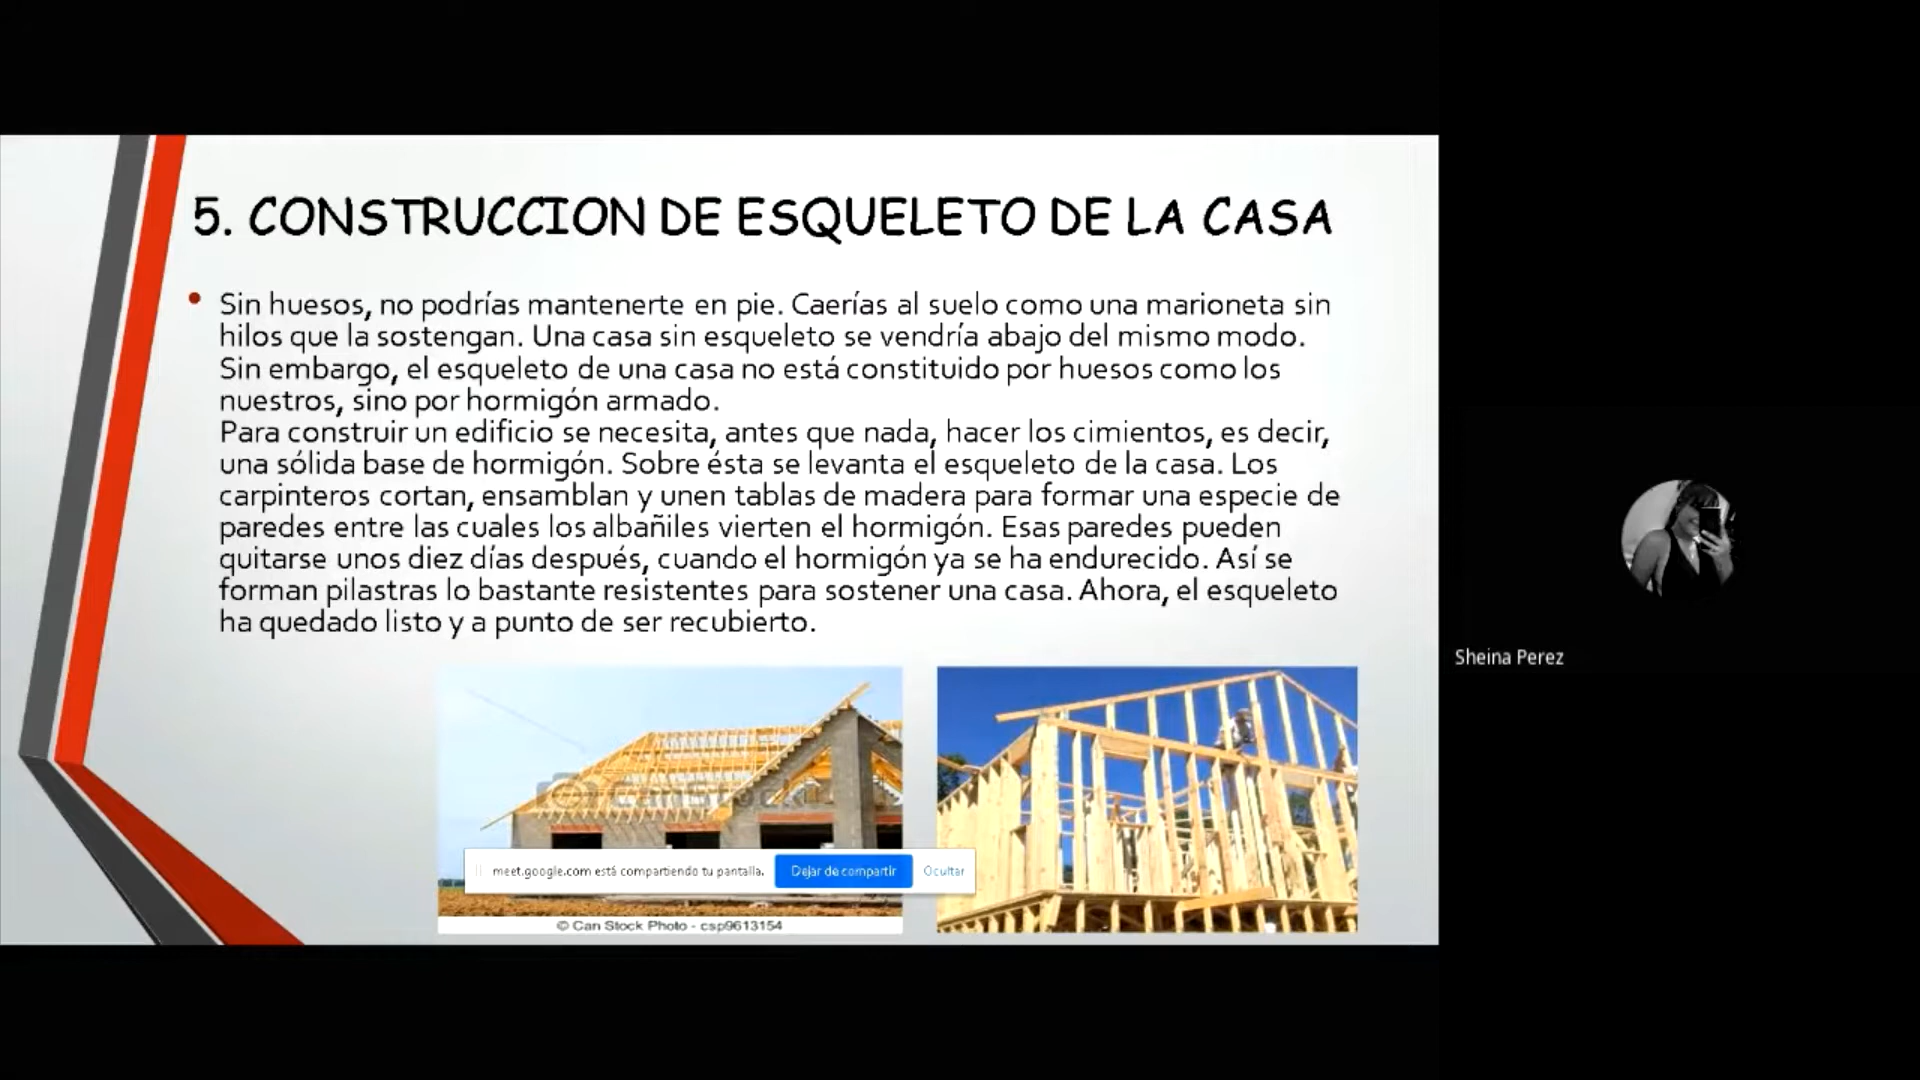 5. CONSTRUCCION DE ESQUELETO DE LA CASA
• Sin huesos, no podrías mantenerte en pie. Caerías al suelo como una marioneta sin
hilos que la sostengan. Una casa sin esqueleto se vendría abajo del mismo modo.
Sin embargo, el esqueleto de una casa no está constituido por huesos como los
nuestros, sino por hormigón armado.
Para construir un edificio se necesita, antes que nada, hacer los cimientos, es decir,
una sólida base de hormigón. Sobre ésta se levanta el esqueleto de la casa. Los
carpinteros cortan, ensamblan y unen tablas de madera para formar una especie de
paredes entre las cuales los albañiles vierten el hormigón. Esas paredes pueden
quitarse unos diez días después, cuando el hormigón ya se ha endurecido. Así se
forman pilastras lo bastante resistentes para sostener una casa. Ahora, el esqueleto
ha quedado listo y a punto de ser recubierto.
CanStock
meet.google.com está compartiendo tu pantalla.
Dejar de compartir
Ocultar
© Can Stock Photo - csp9613154
Sheina Perez